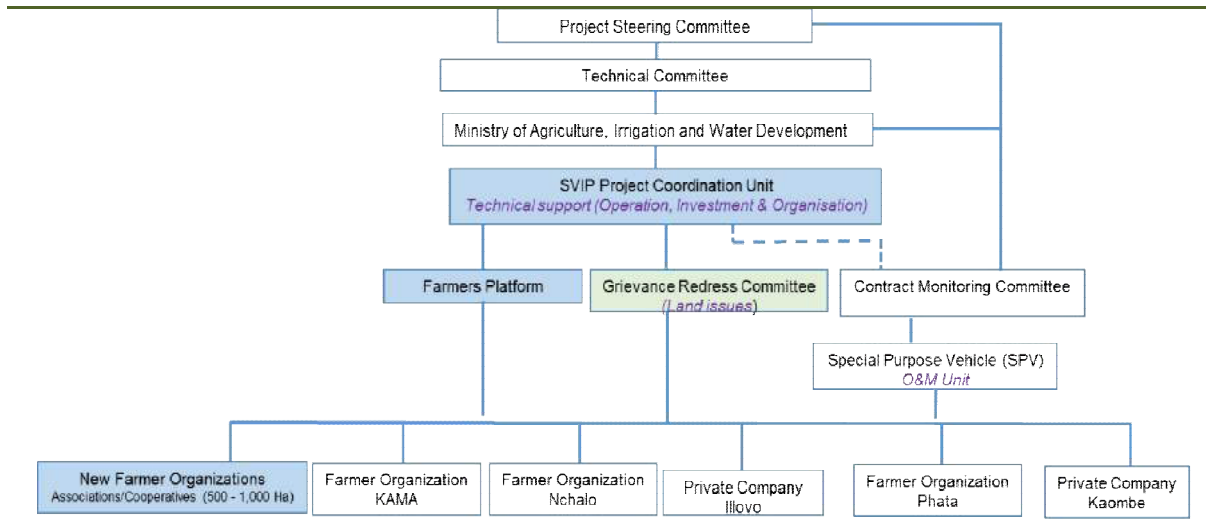 Project Steering Committee
Technical Committee
Ministry of Agriculture, Irrigation and Water Development
SVIP Project Coordination Unit
Technical support (Operation, Investment & Organisation)
Farmers Platform
Grievance Redress Committee
(Land issues)
Contract Monitoring Committee
Special Purpose Vehicle (SPV)
O&M Unit
New Farmer Organizations
Associations/Cooperatives (500 - 1,000 Ha)
Farmer Organization
KAMA
Farmer Organization
Nchalo
Private Company
Illovo
Farmer Organization
Phata
Private Company
Kaombe